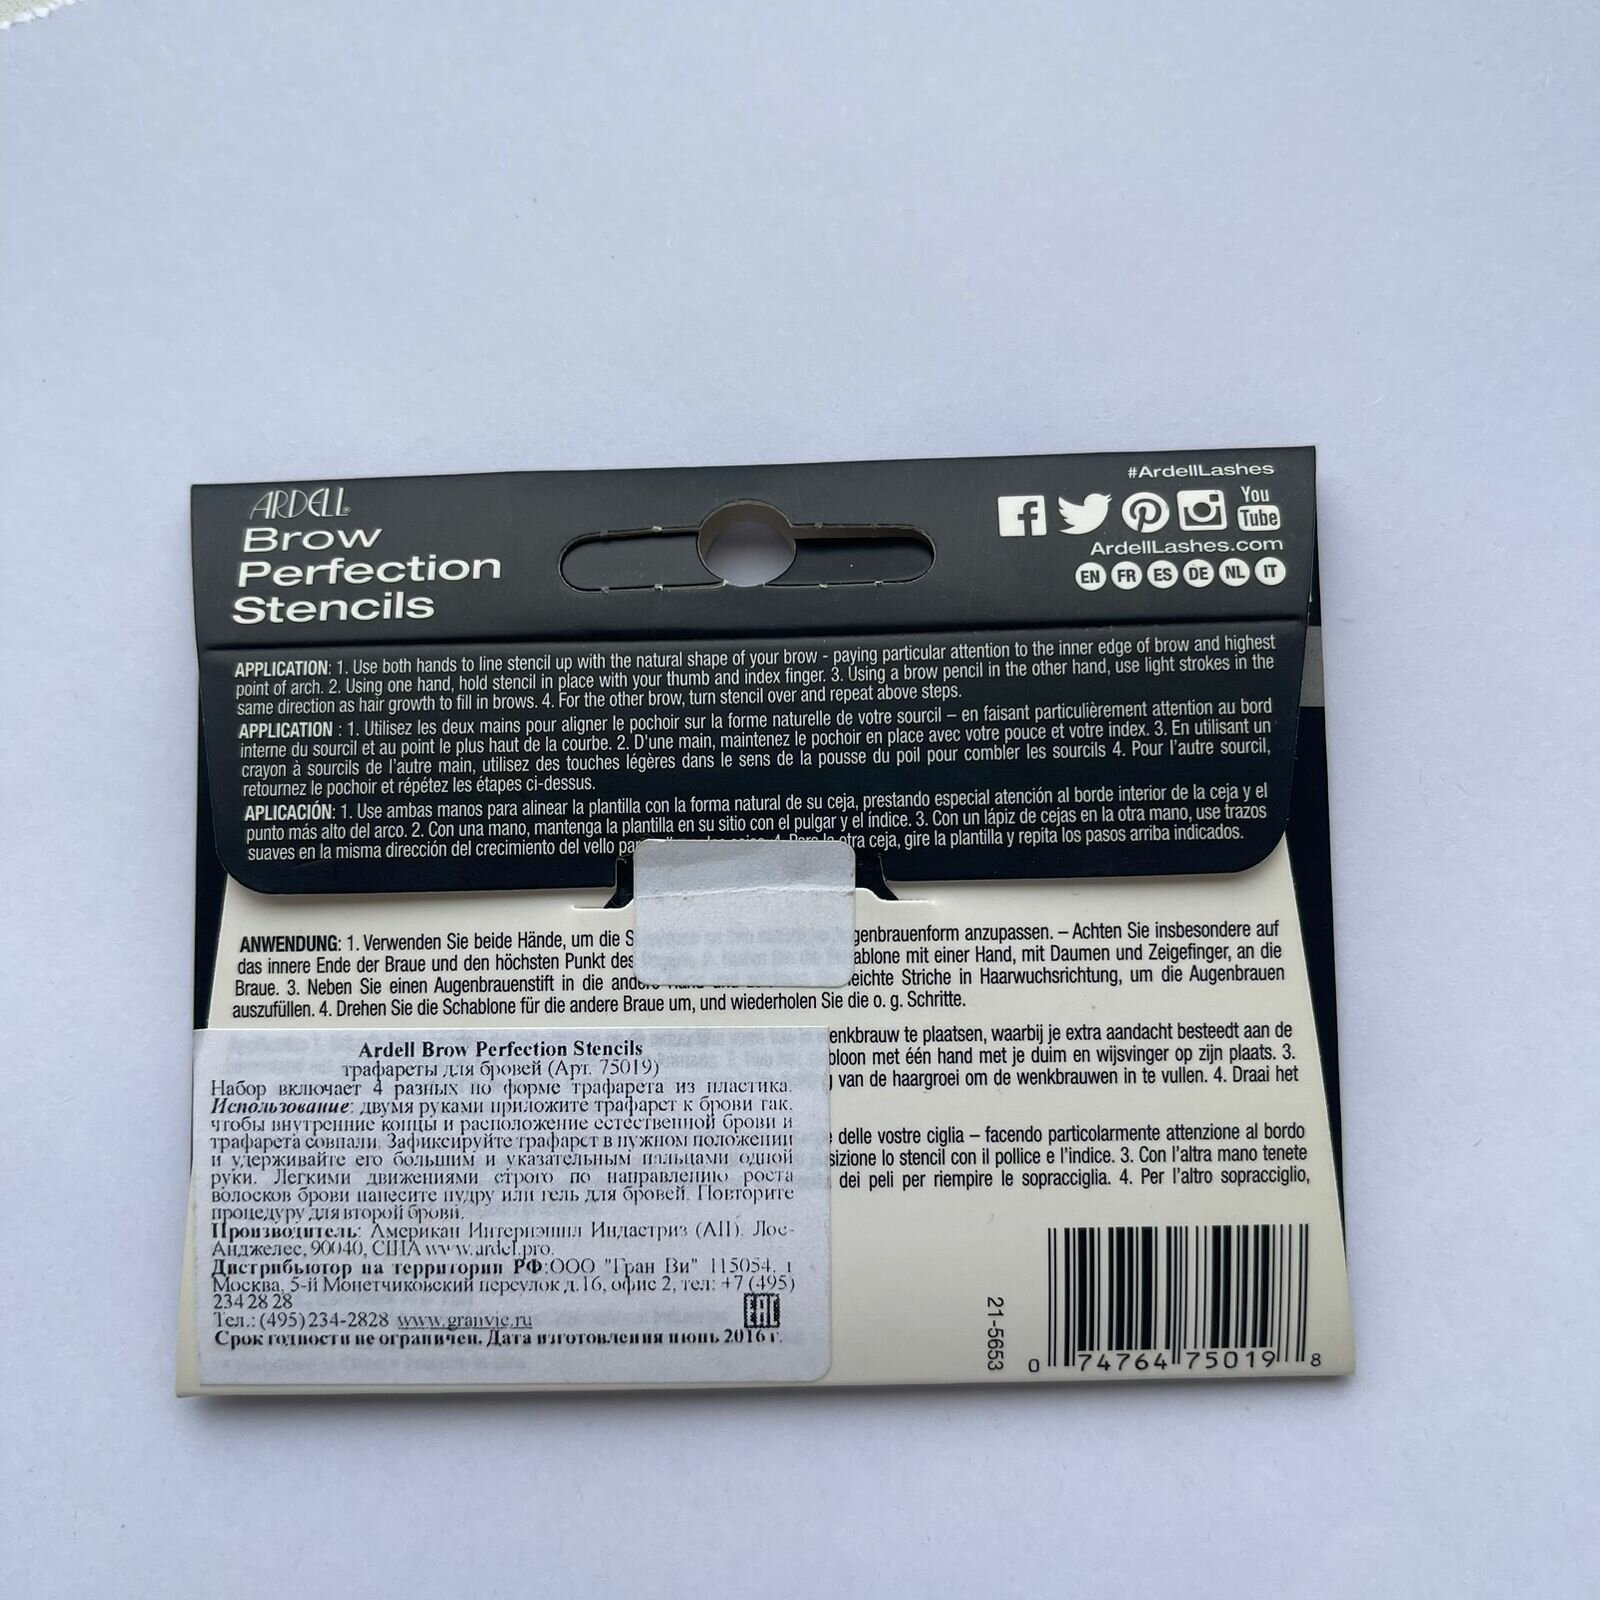 ARDELL
Brow
Perfection
Stencils
#ArdellLashes
You
Tube
ArdellLashes.com
EN FR ES DE NL IT
APPLICATION: 1. Use both hands to line stencil up with the natural shape of your brow - paying particular attention to the inner edge of brow and highest
point of arch. 2. Using one hand, hold stencil in place with your thumb and index finger. 3. Using a brow pencil in the other hand, use light strokes in the
same direction as hair growth to fill in brows. 4. For the other brow, turn stencil over and repeat above steps.
APPLICATION : 1. Utilisez les deux mains pour aligner le pochoir sur la forme naturelle de votre sourcil – en faisant particulièrement attention au bord
interne du sourcil et au point le plus haut de la courbe. 2. D'une main, maintenez le pochoir en place avec votre pouce et votre index. 3. En utilisant un
crayon à sourcils de l'autre main, utilisez des touches légères dans le sens de la pousse du poil pour combler les sourcils 4. Pour l'autre sourcil,
retournez le pochoir et répétez les étapes ci-dessus.
APLICACIÓN: 1. Use ambas manos para alinear la plantilla con la forma natural de su ceja, prestando especial atención al borde interior de la ceja y el
punto más alto del arco. 2. Con una mano, mantenga la plantilla en su sitio con el pulgar y el índice. 3. Con un lápiz de cejas en la otra mano, use trazos
suaves en la misma dirección del crecimiento del vello 4. Para la otra ceja, gire la plantilla y repita los pasos arriba indicados.
ANWENDUNG: 1. Verwenden Sie beide Hände, um die genbrauenform anzupassen. – Achten Sie insbesondere auf
das innere Ende der Braue und den höchsten Punkt des ablone mit einer Hand, mit Daumen und Zeigefinger, an die
Braue. 3. Neben Sie einen Augenbrauenstift in die leichte Striche in Haarwuchsrichtung, um die Augenbrauen
auszufüllen. 4. Drehen Sie die Schablone für die andere Braue um, und wiederholen Sie die o. g. Schritte.
enkbrauw te plaatsen, waarbij je extra aandacht besteedt aan de
bloon met één hand met je duim en wijsvinger op zijn plaats. 3.
van de haargroei om de wenkbrauwen in te vullen. 4. Draai het
delle vostre ciglia – facendo particolarmente attenzione al bordo
sizione lo stencil con il pollice e l'indice. 3. Con l'altra mano tenete
dei peli per riempire le sopracciglia. 4. Per l'altro sopracciglio,
Ardell Brow Perfection Stencils
трафареты для бровей (Арт. 75019)
Набор включает 4 разных по форме трафарета из пластика.
Использование: двумя руками приложите трафарет к брови так,
чтобы внутренние концы и расположение естественной брови и
трафарета совпали. Зафиксируйте трафарет в нужном положении
и удерживайте его большим и указательным пальцами одной
руки. Легкими движениями строго по направлению роста
волосков брови нанесите пудру или гель для бровей. Повторите
процедуру для второй брови.
Производитель: Американ Интернэшнл Индастриз (АП). Лос-
Анджелес, 90040, США www.ardel.pro.
Дистрибьютор на территории РФ:ООО "Гран Ви" 115054, г
Москва, 5-й Монетчиковский переулок д.16, офис 2, тел: +7 (495)
234 28 28
Тел.: (495) 234-2828 www.granvie.ru
EAC
Срок годности не ограничен. Дата изготовления июнь 2016 г.
21-5653
0 74764 75019 8